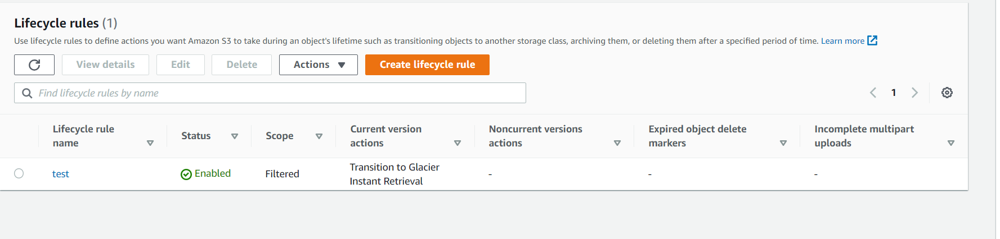 Lifecycle rules (1)
Use lifecycle rules to define actions you want Amazon S3 to take during an object's lifetime such as transitioning objects to another storage class, archiving them, or deleting them after a specified period of time. Learn more
View details Edit Delete Actions Create lifecycle rule
Find lifecycle rules by name
1
Lifecycle rule name
Status
Scope
Current version actions
Noncurrent versions actions
Expired object delete markers
Incomplete multipart uploads
test
Enabled
Filtered
Transition to Glacier
Instant Retrieval
-
-
-